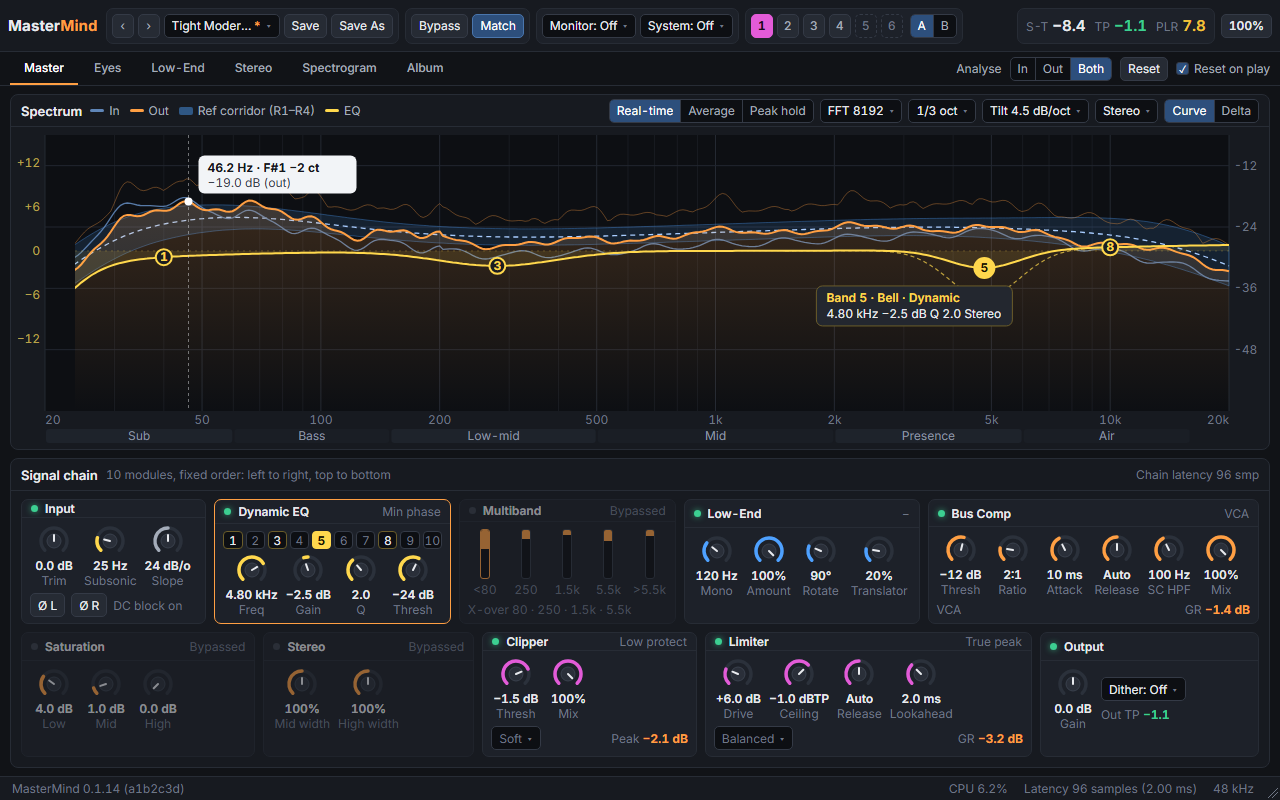 MasterMind ‹ › Tight Moder... * Save Save As Bypass Match Monitor: Off System: Off 1 2 3 4 5 6 A B S-T −8.4 TP −1.1 PLR 7.8 100%
Master Eyes Low-End Stereo Spectrogram Album Analyse In Out Both Reset Reset on play
Spectrum In Out Ref corridor (R1–R4) EQ Real-time Average Peak hold FFT 8192 1/3 oct Tilt 4.5 dB/oct Stereo Curve Delta
+12 −12
46.2 Hz · F#1 −2 ct
−19.0 dB (out)
+6
−24
0 1 3 5 8
−6 −36
Band 5 · Bell · Dynamic
4.80 kHz −2.5 dB Q 2.0 Stereo
−12
−48
20 50 100 200 500 1k 2k 5k 10k 20k
Sub Bass Low-mid Mid Presence Air
Signal chain 10 modules, fixed order: left to right, top to bottom Chain latency 96 smp
Input
0.0 dB 25 Hz 24 dB/o
Trim Subsonic Slope
Ø L Ø R DC block on
Dynamic EQ Min phase
1 2 3 4 5 6 7 8 9 10
4.80 kHz −2.5 dB 2.0 −24 dB
Freq Gain Q Thresh
Multiband Bypassed
<80 250 1.5k 5.5k >5.5k
X-over 80 · 250 · 1.5k · 5.5k
Low-End –
120 Hz 100% 90° 20%
Mono Amount Rotate Translator
Bus Comp VCA
−12 dB 2:1 10 ms Auto 100 Hz 100%
Thresh Ratio Attack Release SC HPF Mix
VCA GR −1.4 dB
Saturation Bypassed
4.0 dB 1.0 dB 0.0 dB
Low Mid High
Stereo Bypassed
100% 100%
Mid width High width
Clipper Low protect
−1.5 dB 100%
Thresh Mix
Soft Peak −2.1 dB
Limiter True peak
+6.0 dB −1.0 dBTP Auto 2.0 ms
Drive Ceiling Release Lookahead
Balanced GR −3.2 dB
Output
0.0 dB
Gain
Dither: Off
Out TP −1.1
MasterMind 0.1.14 (a1b2c3d) CPU 6.2% Latency 96 samples (2.00 ms) 48 kHz